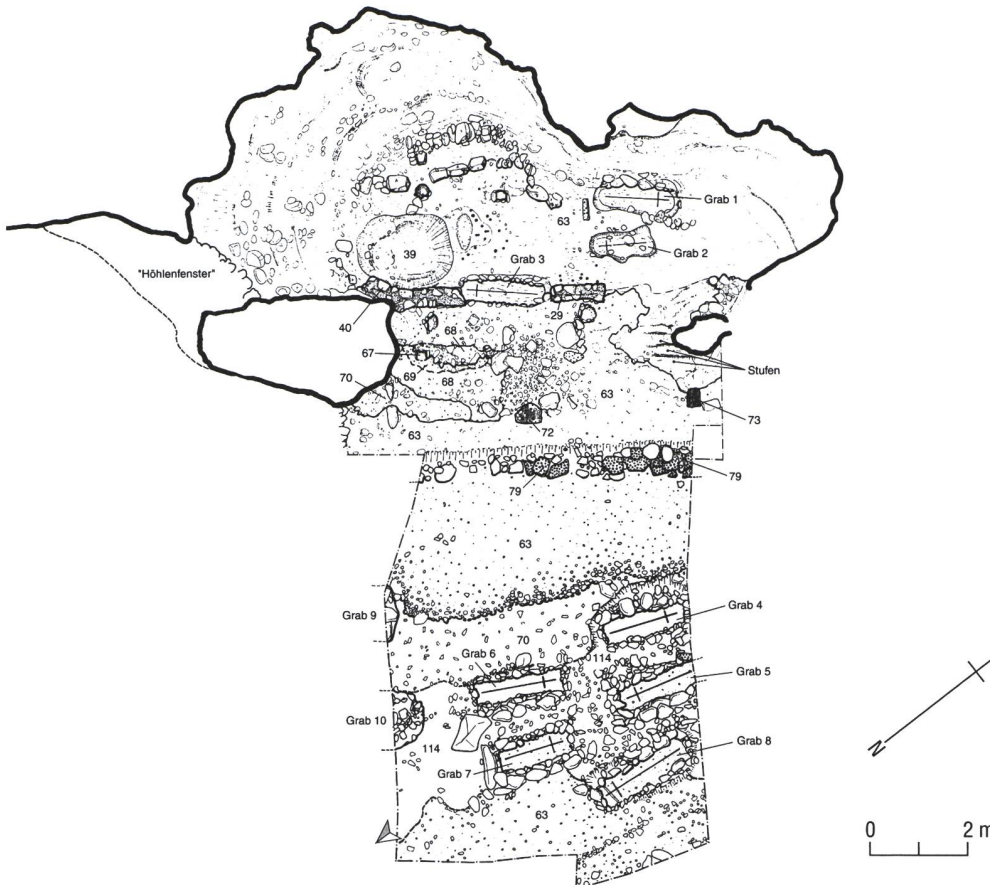 Grab 1
63
Grab 2
"Höhlenfenster"
39
Grab 3
29
40
68
67
69
68
Stufen
70
63
73
72
63
79
79
63
Grab 9
Grab 4
70
Grab 6
114
Grab 5
Grab 10
114
Grab 8
Grab 7
63
N
0 2 m